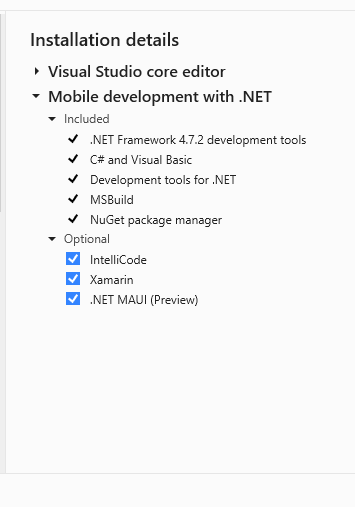 Installation details
Visual Studio core editor
Mobile development with .NET
Included
.NET Framework 4.7.2 development tools
C# and Visual Basic
Development tools for .NET
MSBuild
NuGet package manager
Optional
IntelliCode
Xamarin
.NET MAUI (Preview)